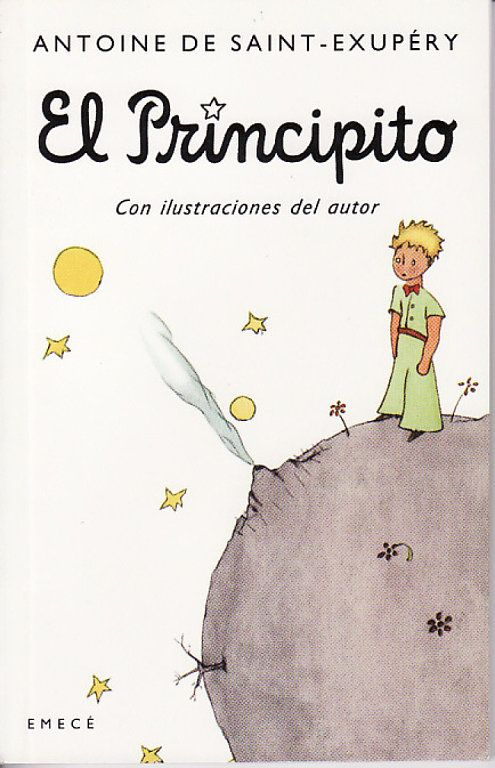 ANTOINE DE SAINT-EXUPÉRY
El Principito
Con ilustraciones del autor
EMECÉ